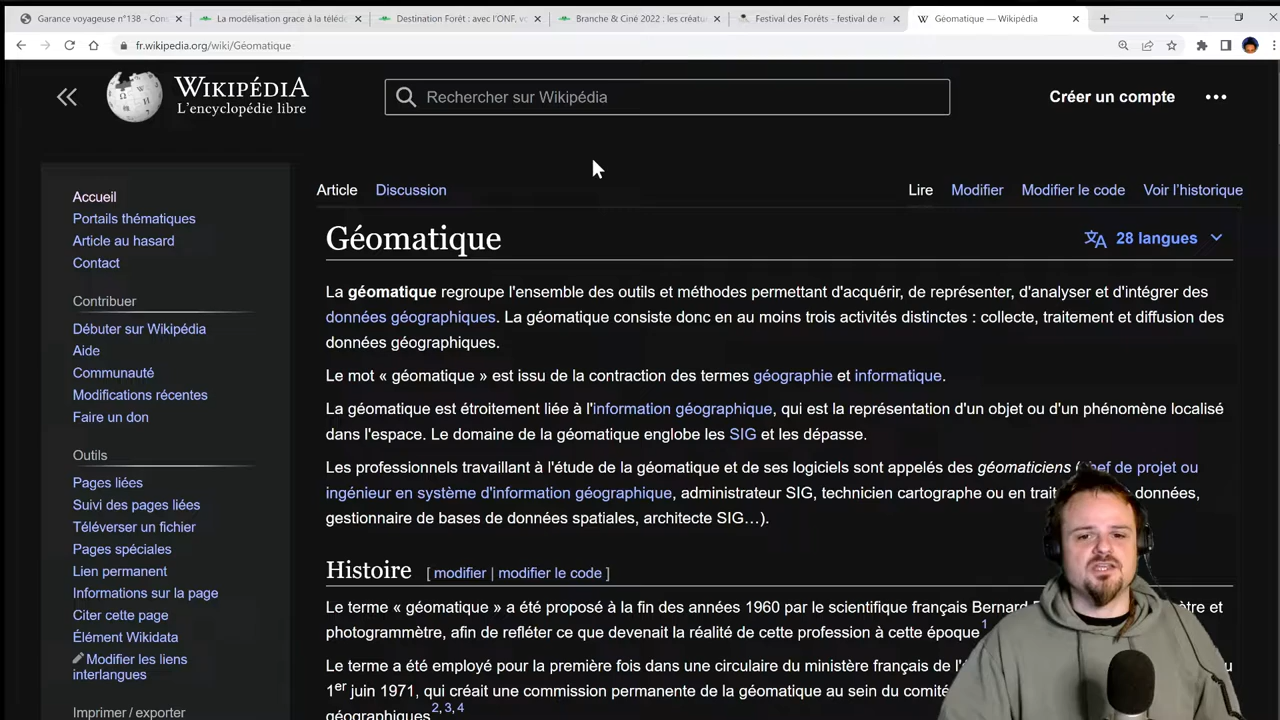 Garance voyageuse n°138 - Con
La modélisation grace à la téléd
Destination Forêt : avec l'ONF, v
Branche & Ciné 2022 : les créatu
Festival des Forêts - festival de m
Géomatique — Wikipédia
fr.wikipedia.org/wiki/Géomatique
WIKIPÉDIA
L'encyclopédie libre
Rechercher sur Wikipédia
Créer un compte
Accueil
Portails thématiques
Article au hasard
Contact
Contribuer
Débuter sur Wikipédia
Aide
Communauté
Modifications récentes
Faire un don
Outils
Pages liées
Suivi des pages liées
Téléverser un fichier
Pages spéciales
Lien permanent
Informations sur la page
Citer cette page
Élément Wikidata
Modifier les liens
interlangues
Imprimer / exporter
Article Discussion
Lire Modifier Modifier le code Voir l'historique
Géomatique
28 langues
La géomatique regroupe l'ensemble des outils et méthodes permettant d'acquérir, de représenter, d'analyser et d'intégrer des
données géographiques. La géomatique consiste donc en au moins trois activités distinctes : collecte, traitement et diffusion des
données géographiques.
Le mot « géomatique » est issu de la contraction des termes géographie et informatique.
La géomatique est étroitement liée à l'information géographique, qui est la représentation d'un objet ou d'un phénomène localisé
dans l'espace. Le domaine de la géomatique englobe les SIG et les dépasse.
Les professionnels travaillant à l'étude de la géomatique et de ses logiciels sont appelés des géomaticiens (chef de projet ou
ingénieur en système d'information géographique, administrateur SIG, technicien cartographe ou en trait données,
gestionnaire de bases de données spatiales, architecte SIG…).
Histoire [ modifier | modifier le code ]
Le terme « géomatique » a été proposé à la fin des années 1960 par le scientifique français Bernard ètre et
photogrammètre, afin de refléter ce que devenait la réalité de cette profession à cette époque 1
Le terme a été employé pour la première fois dans une circulaire du ministère français de l' u
1er juin 1971, qui créait une commission permanente de la géomatique au sein du comité
géographiques 2, 3, 4